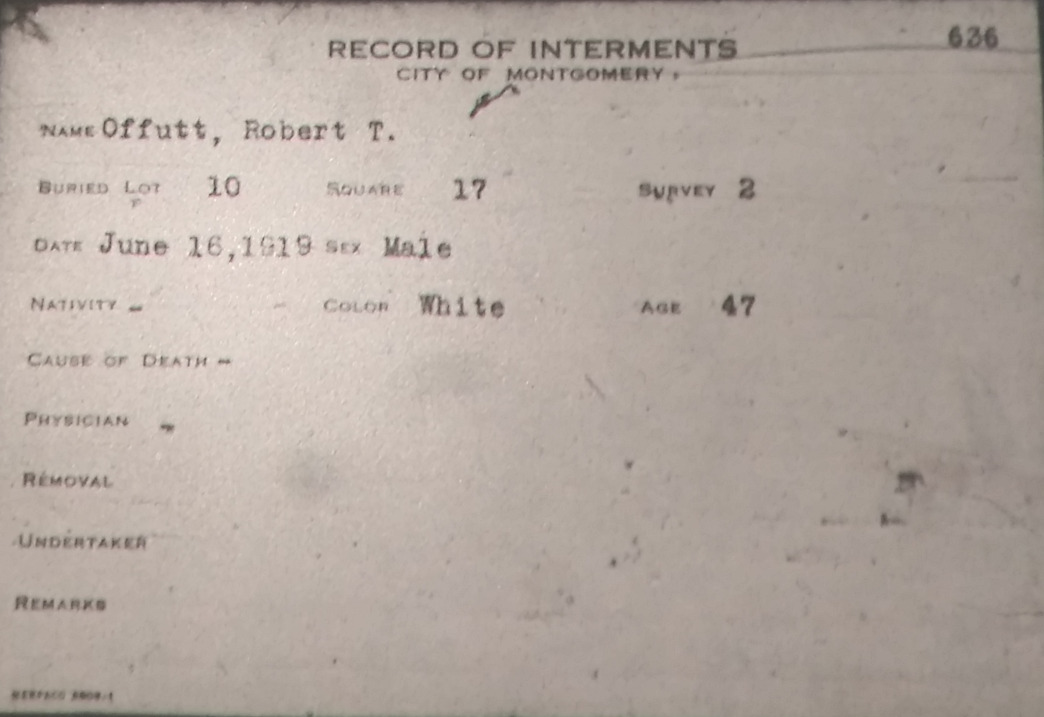 636
RECORD OF INTERMENTS
CITY OF MONTGOMERY,
NAME Offutt, Robert T.
BURIED LOT 10 SQUARE 17 SURVEY 2
DATE June 16,1919 SEX Male
NATIVITY - - COLOR White AGE 47
CAUSE OF DEATH -
PHYSICIAN -
REMOVAL
UNDERTAKER
REMARKS